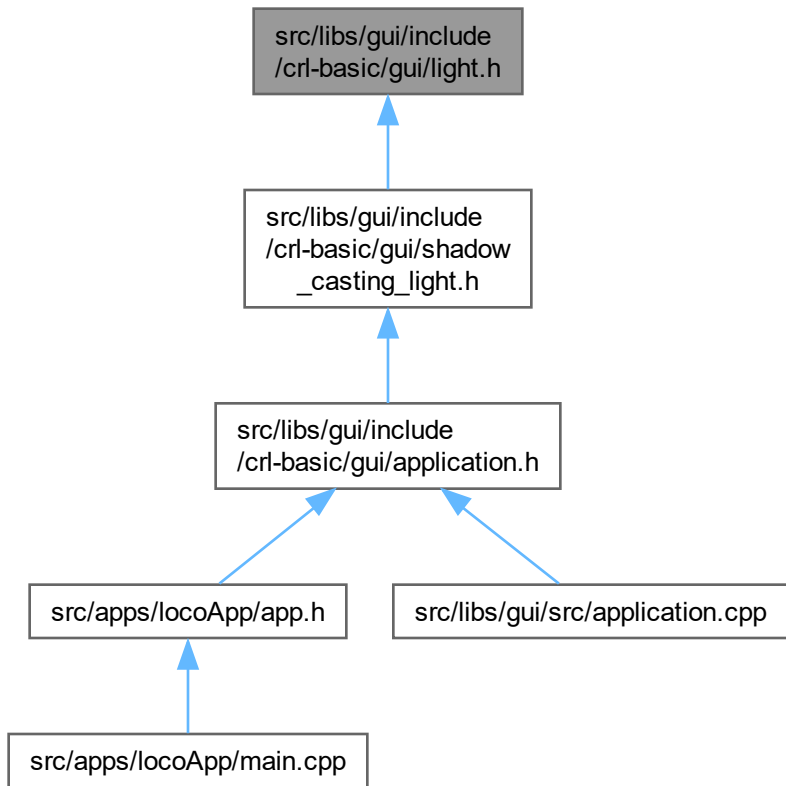 src/libs/gui/include
/crl-basic/gui/light.h
src/libs/gui/include
/crl-basic/gui/shadow
_casting_light.h
src/libs/gui/include
/crl-basic/gui/application.h
src/apps/locoApp/app.h
src/libs/gui/src/application.cpp
src/apps/locoApp/main.cpp